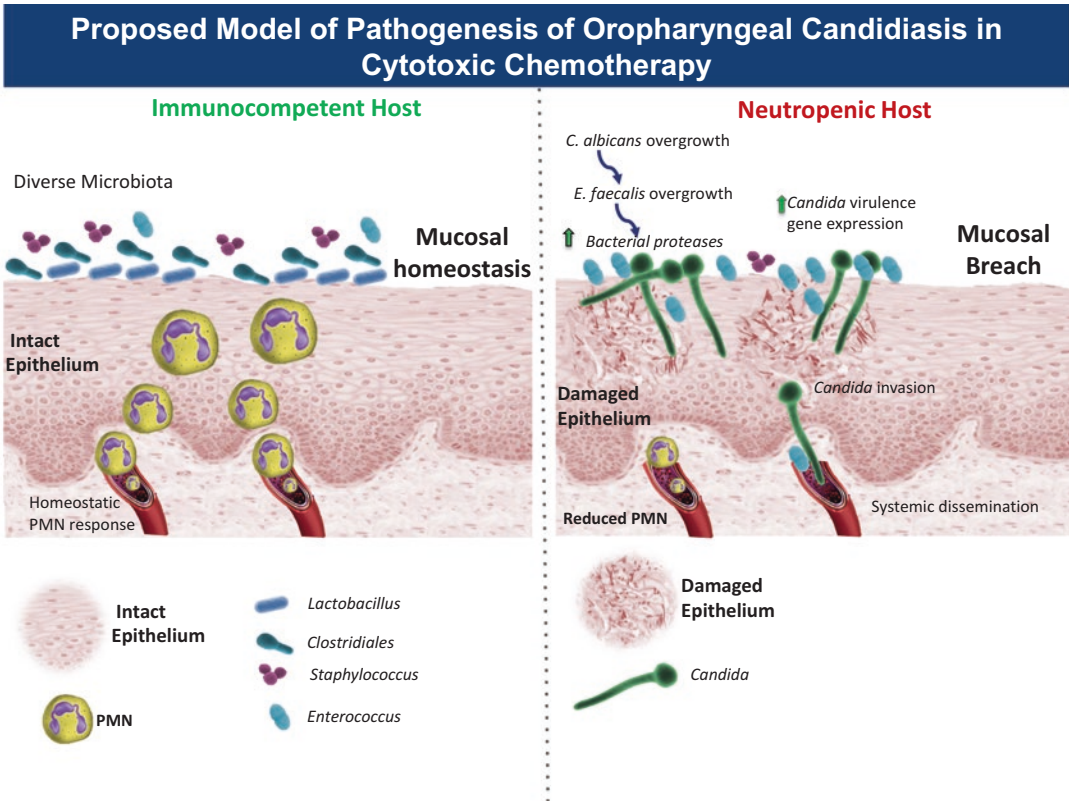 Proposed Model of Pathogenesis of Oropharyngeal Candidiasis in
Cytotoxic Chemotherapy
Immunocompetent Host
Diverse Microbiota
Mucosal
homeostasis
Intact
Epithelium
Homeostatic
PMN response
Intact
Epithelium
PMN
Lactobacillus
Clostridiales
Staphylococcus
Enterococcus
Neutropenic Host
C. albicans overgrowth
E. faecalis overgrowth
Bacterial proteases
Candida virulence
gene expression
Mucosal
Breach
Damaged
Epithelium
Candida invasion
Reduced PMN
Systemic dissemination
Damaged
Epithelium
Candida